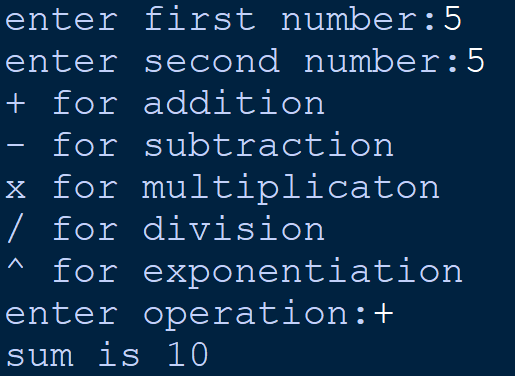 enter first number:5
enter second number:5
+ for addition
- for subtraction
x for multiplicaton
/ for division
^ for exponentiation
enter operation:+
sum is 10